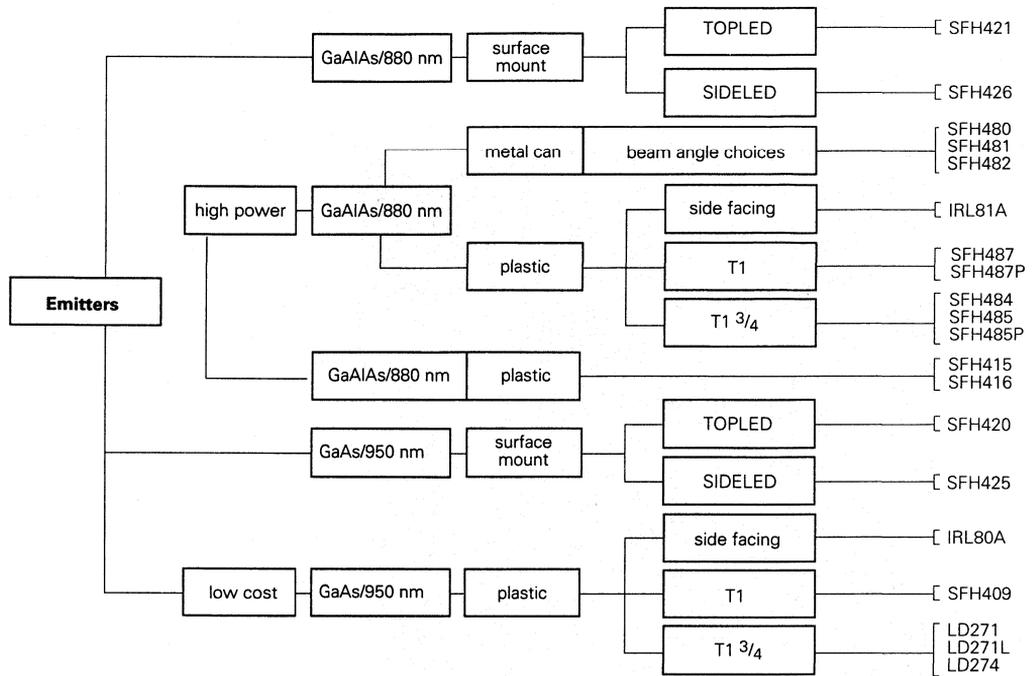 GaAlAs/880 nm
surface
mount
TOPLED
SFH421
SIDELED
SFH426
metal can
beam angle choices
SFH480
SFH481
SFH482
high power
GaAlAs/880 nm
side facing
IRL81A
plastic
T1
SFH487
SFH487P
T1 3/4
SFH484
SFH485
SFH485P
Emitters
GaAlAs/880 nm
plastic
SFH415
SFH416
GaAs/950 nm
surface
mount
TOPLED
SFH420
SIDELED
SFH425
side facing
IRL80A
low cost
GaAs/950 nm
plastic
T1
SFH409
T1 3/4
LD271
LD271L
LD274